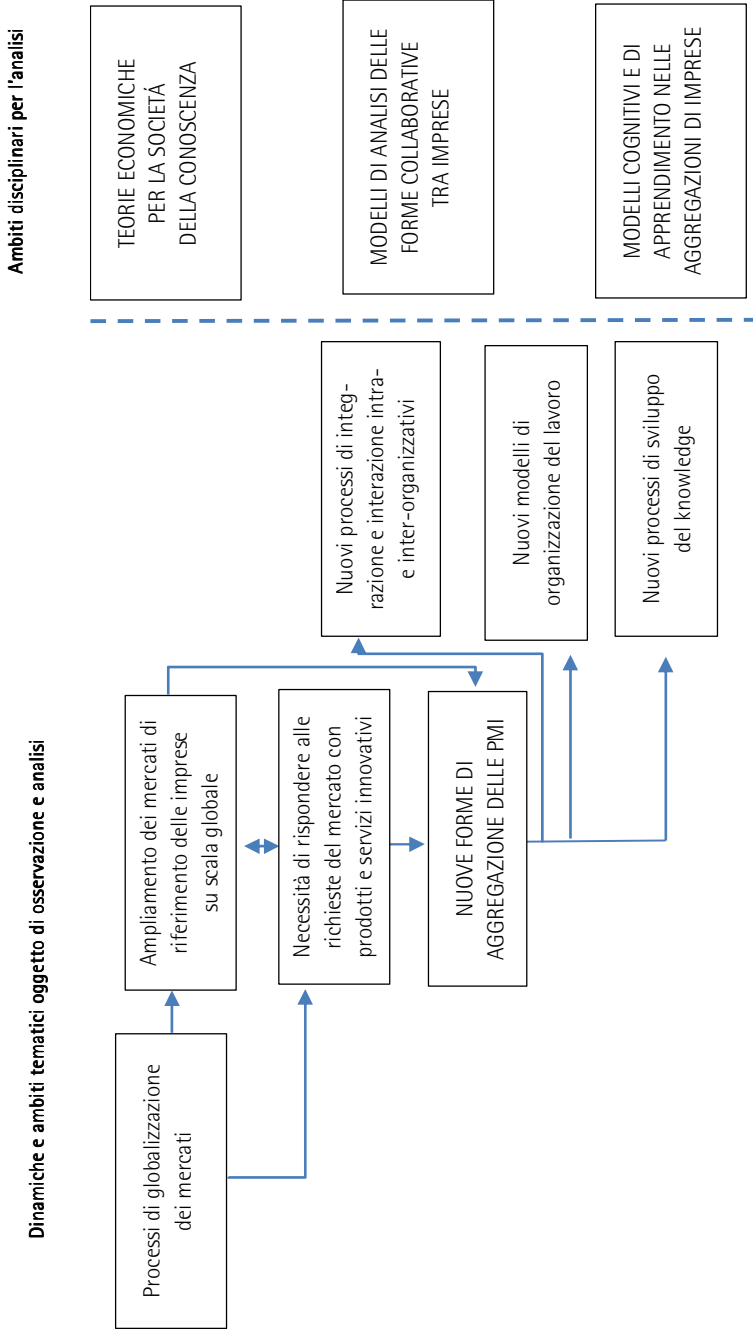 Dinamiche e ambiti tematici oggetto di osservazione e analisi
Processi di globalizzazione
dei mercati
Ampliamento dei mercati di
riferimento delle imprese
su scala globale
Necessità di rispondere alle
richieste del mercato con
prodotti e servizi innovativi
NUOVE FORME DI
AGGREGAZIONE DELLE PMI
Nuovi processi di integ-
razione e interazione intra-
e inter-organizzativi
Nuovi modelli di
organizzazione del lavoro
Nuovi processi di sviluppo
del knowledge
Ambiti disciplinari per l'analisi
TEORIE ECONOMICHE
PER LA SOCIETÁ
DELLA CONOSCENZA
MODELLI DI ANALISI DELLE
FORME COLLABORATIVE
TRA IMPRESE
MODELLI COGNITIVI E DI
APPRENDIMENTO NELLE
AGGREGAZIONI DI IMPRESE